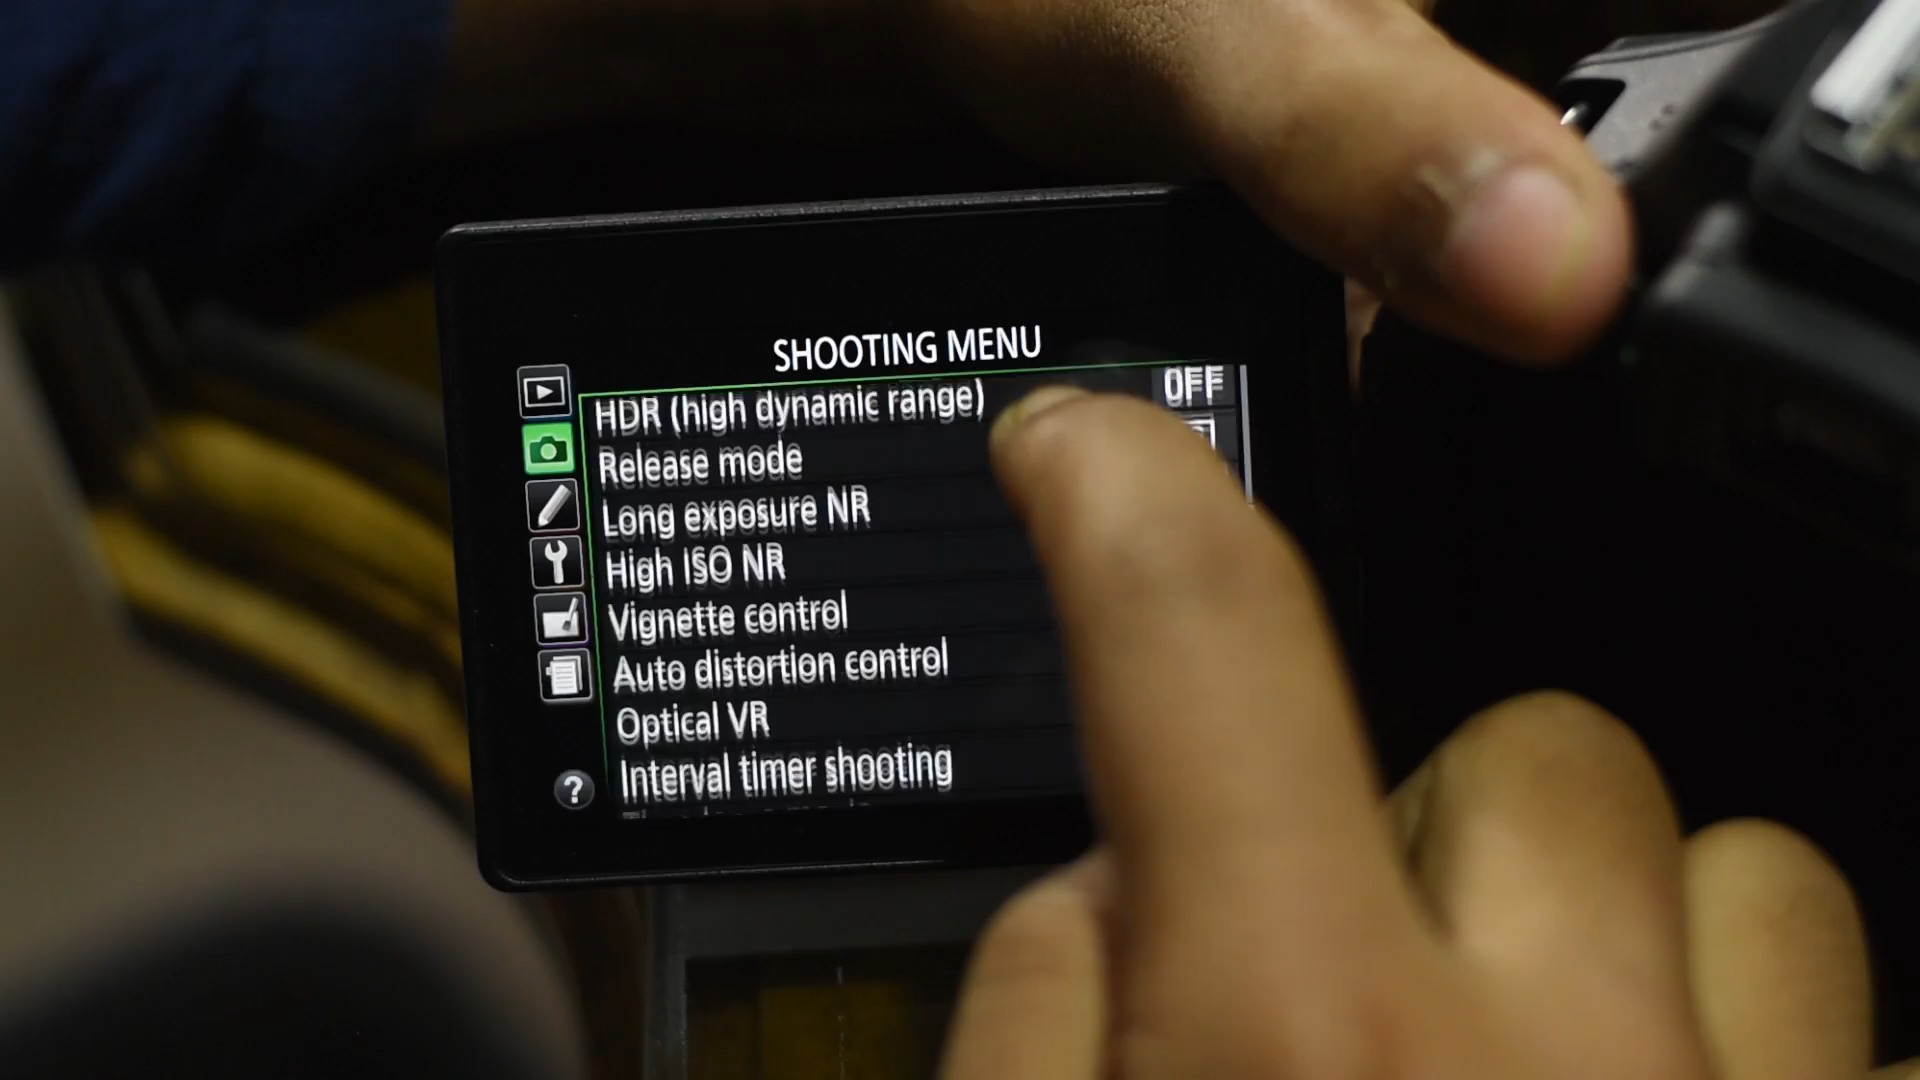 SHOOTING MENU
HDR (high dynamic range) OFF
Release mode
Long exposure NR
High ISO NR
Vignette control
Auto distortion control
Optical VR
Interval timer shooting
?